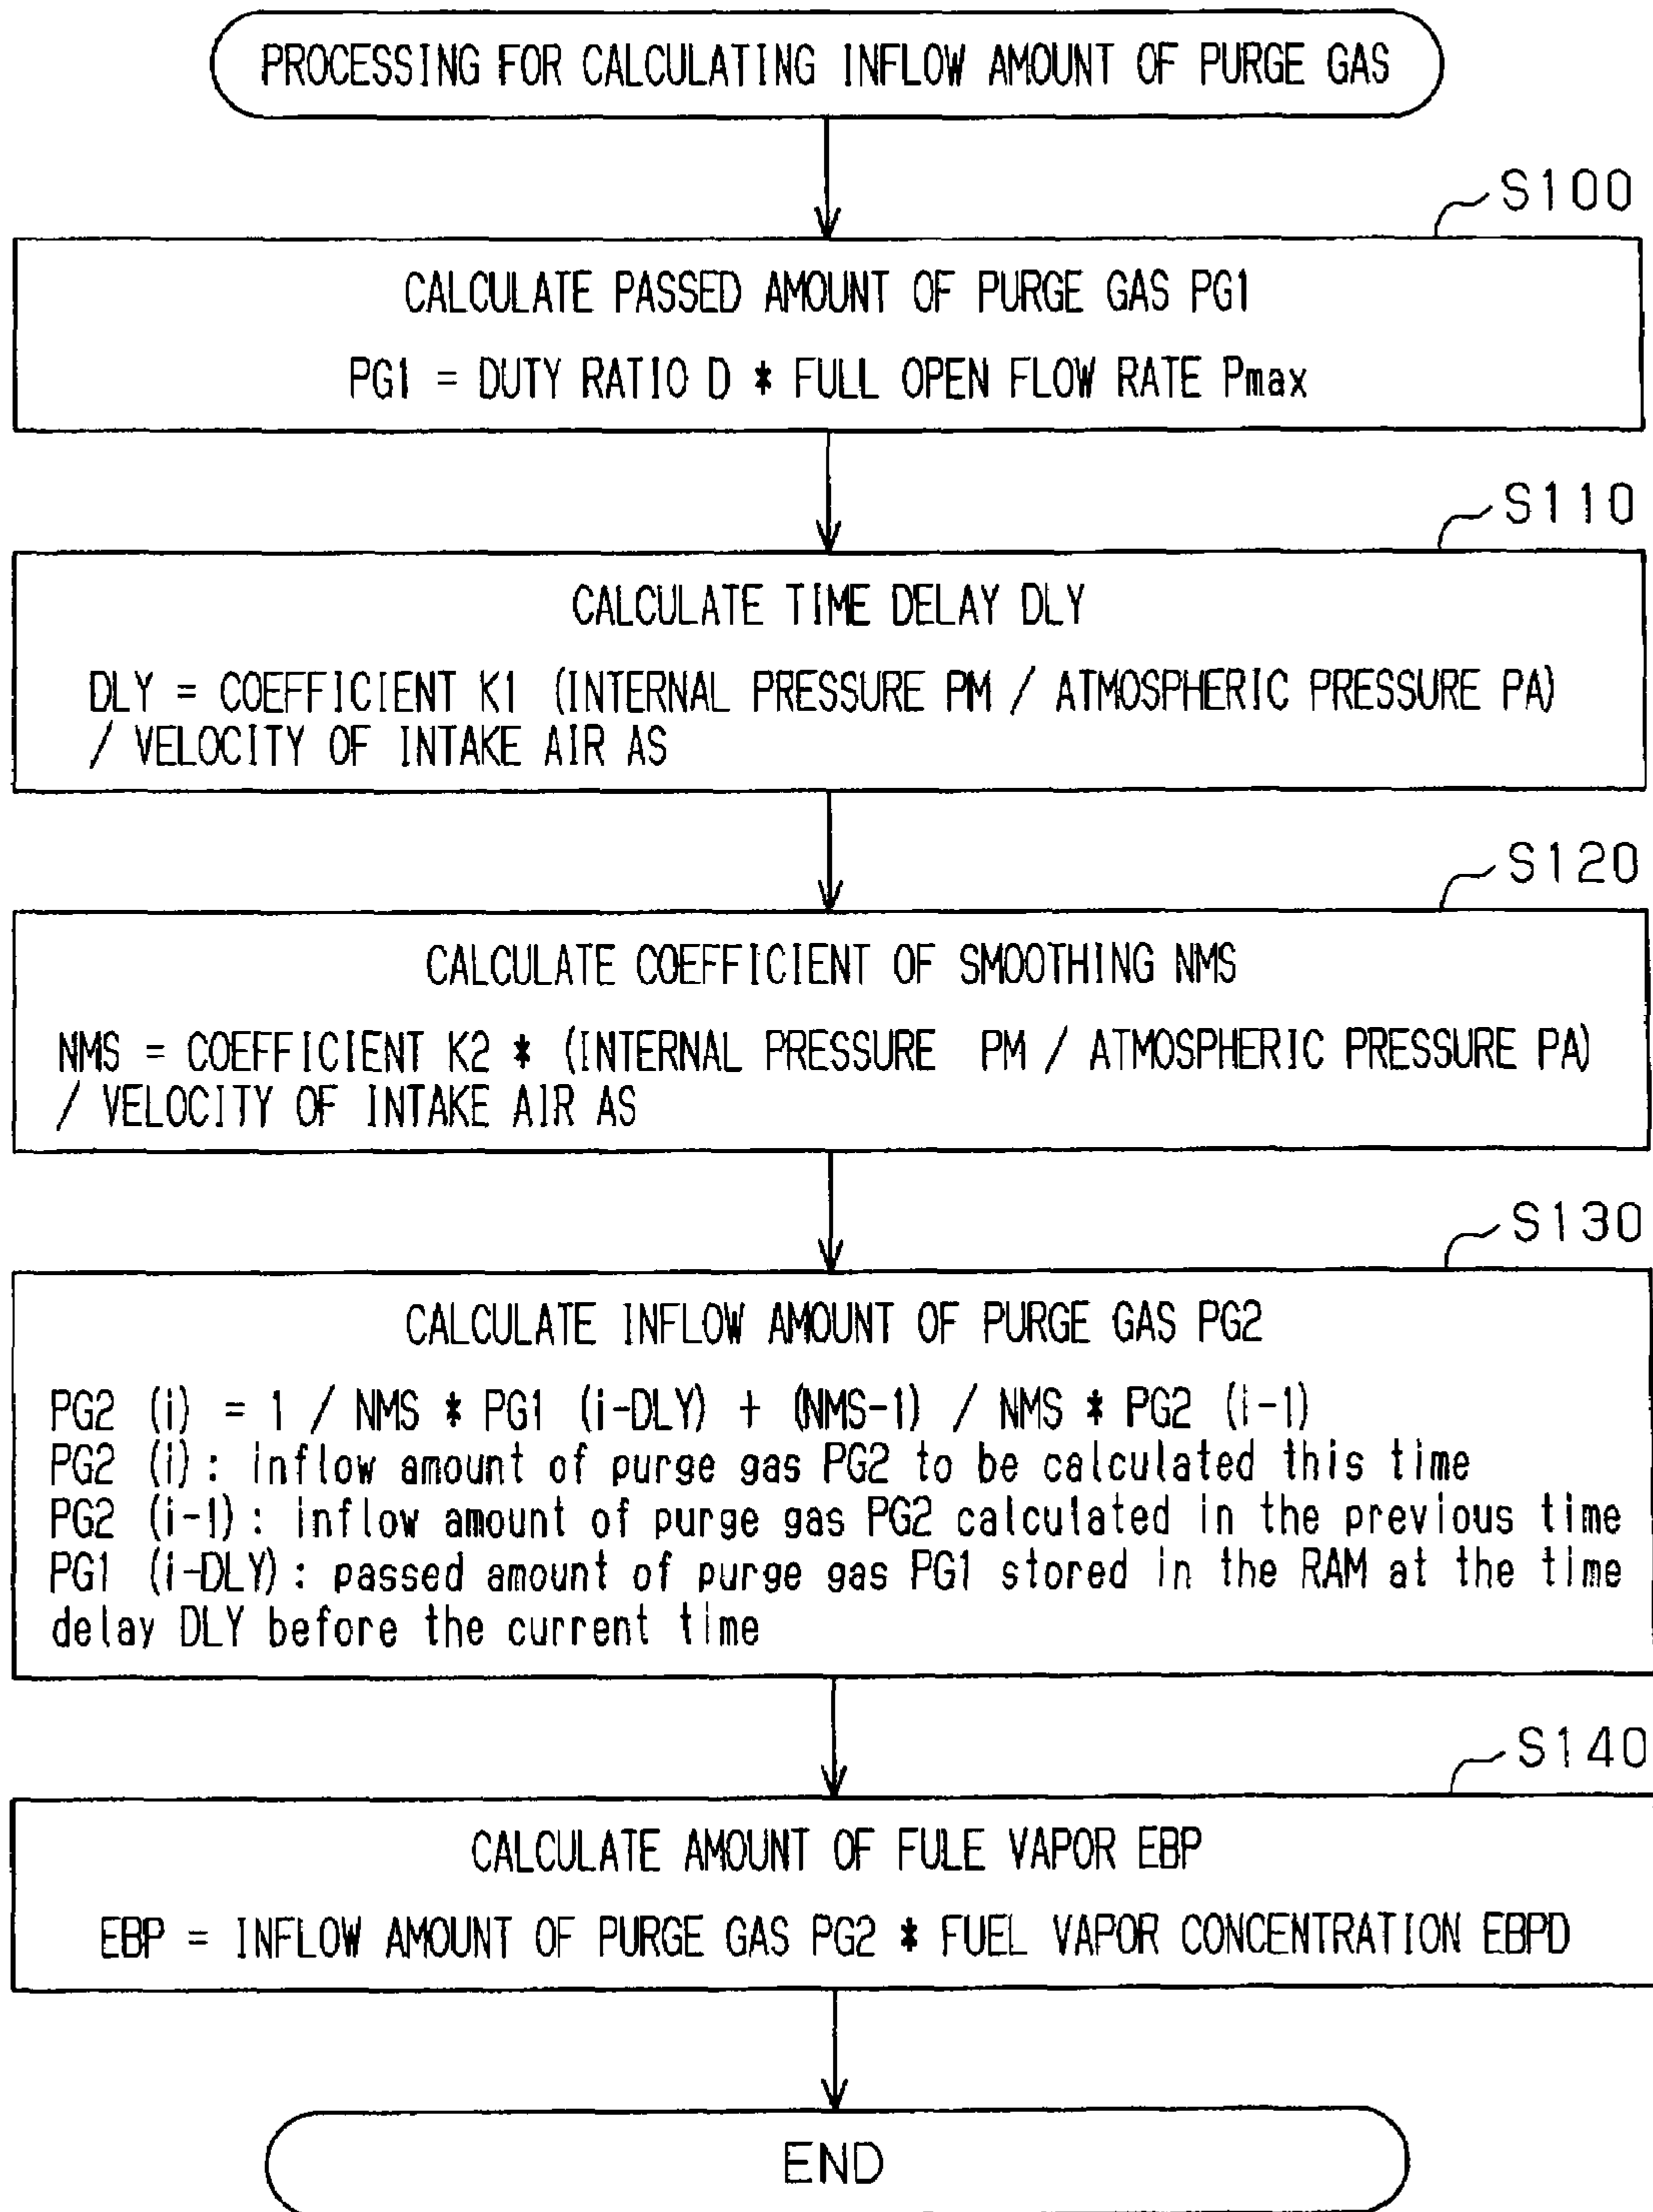 PROCESSING FOR CALCULATING INFLOW AMOUNT OF PURGE GAS
S100
CALCULATE PASSED AMOUNT OF PURGE GAS PG1
PG1 = DUTY RATIO D * FULL OPEN FLOW RATE Pmax
S110
CALCULATE TIME DELAY DLY
DLY = COEFFICIENT K1 (INTERNAL PRESSURE PM / ATMOSPHERIC PRESSURE PA)
/ VELOCITY OF INTAKE AIR AS
S120
CALCULATE COEFFICIENT OF SMOOTHING NMS
NMS = COEFFICIENT K2 * (INTERNAL PRESSURE PM / ATMOSPHERIC PRESSURE PA)
/ VELOCITY OF INTAKE AIR AS
S130
CALCULATE INFLOW AMOUNT OF PURGE GAS PG2
PG2 (i) = 1 / NMS * PG1 (i-DLY) + (NMS-1) / NMS * PG2 (i-1)
PG2 (i): inflow amount of purge gas PG2 to be calculated this time
PG2 (i-1): inflow amount of purge gas PG2 calculated in the previous time
PG1 (i-DLY): passed amount of purge gas PG1 stored in the RAM at the time
delay DLY before the current time
S140
CALCULATE AMOUNT OF FULE VAPOR EBP
EBP = INFLOW AMOUNT OF PURGE GAS PG2 * FUEL VAPOR CONCENTRATION EBPD
END